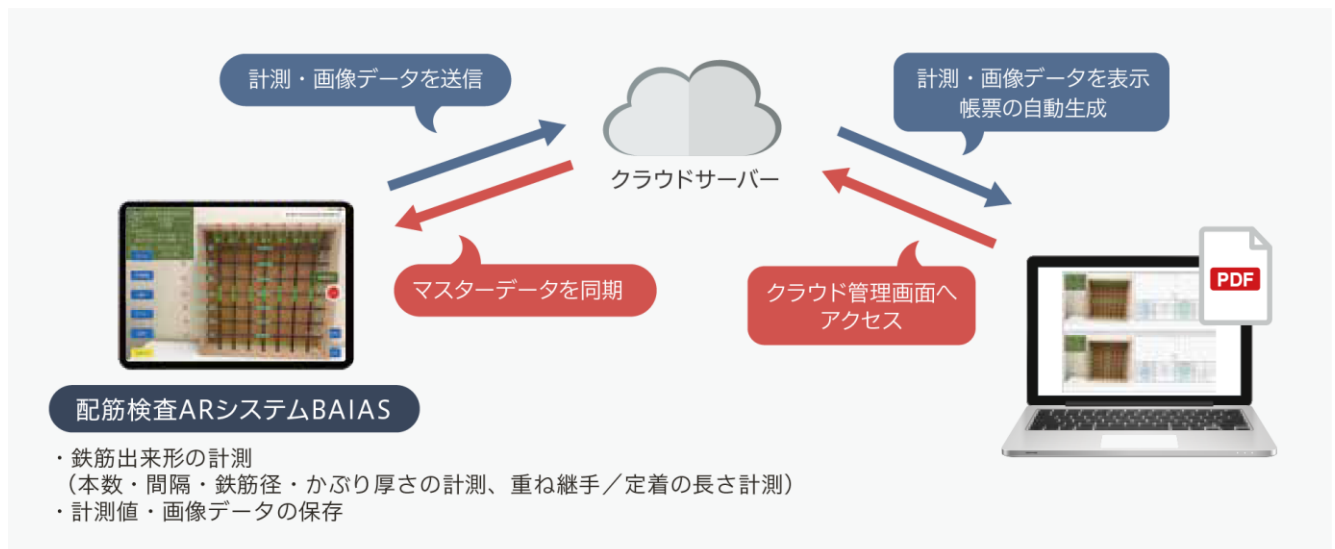 計測・画像データを送信
計測・画像データを表示
帳票の自動生成
クラウドサーバー
マスターデータを同期
クラウド管理画面へ
アクセス
PDF
配筋検査ARシステムBAIAS
・鉄筋出来形の計測
（本数・間隔・鉄筋径・かぶり厚さの計測、重ね継手／定着の長さ計測）
・計測値・画像データの保存